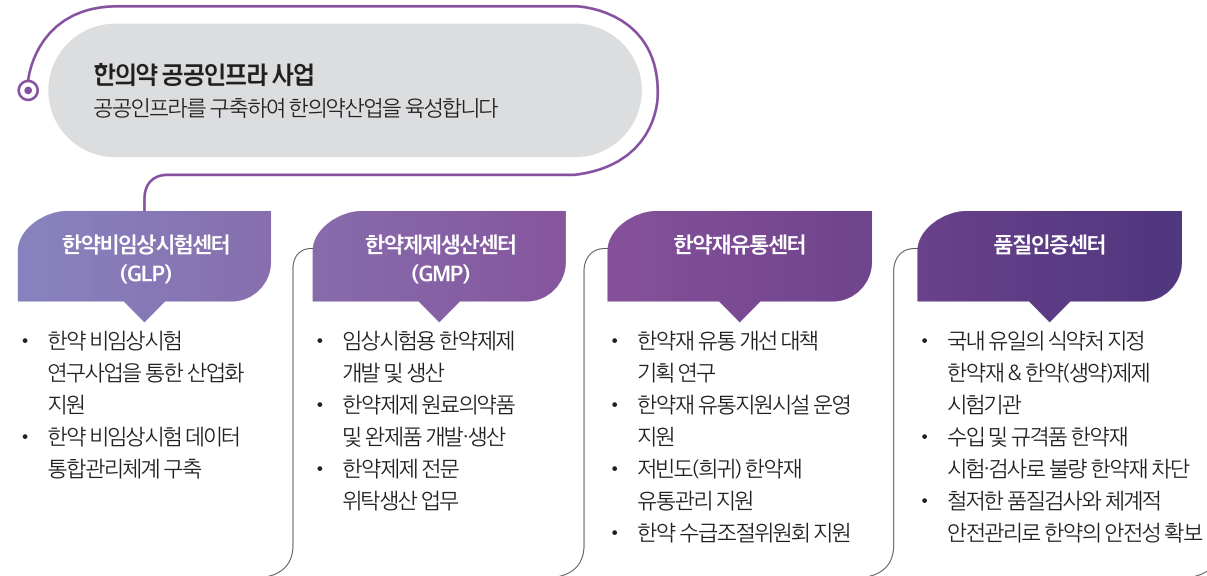 한의약 공공인프라 사업
공공인프라를 구축하여 한의약산업을 육성합니다
한약비임상시험센터
(GLP)
• 한약 비임상시험
연구사업을 통한 산업화
지원
• 한약 비임상시험 데이터
통합관리체계 구축
한약제제생산센터
(GMP)
• 임상시험용 한약제제
개발 및 생산
• 한약제제 원료의약품
및 완제품 개발·생산
• 한약제제 전문
위탁생산 업무
한약재유통센터
• 한약재 유통 개선 대책
기획 연구
• 한약재 유통지원시설 운영
지원
• 저빈도(희귀) 한약재
유통관리 지원
• 한약 수급조절위원회 지원
품질인증센터
• 국내 유일의 식약처 지정
한약재 & 한약(생약)제제
시험기관
• 수입 및 규격품 한약재
시험·검사로 불량 한약재 차단
• 철저한 품질검사와 체계적
안전관리로 한약의 안전성 확보